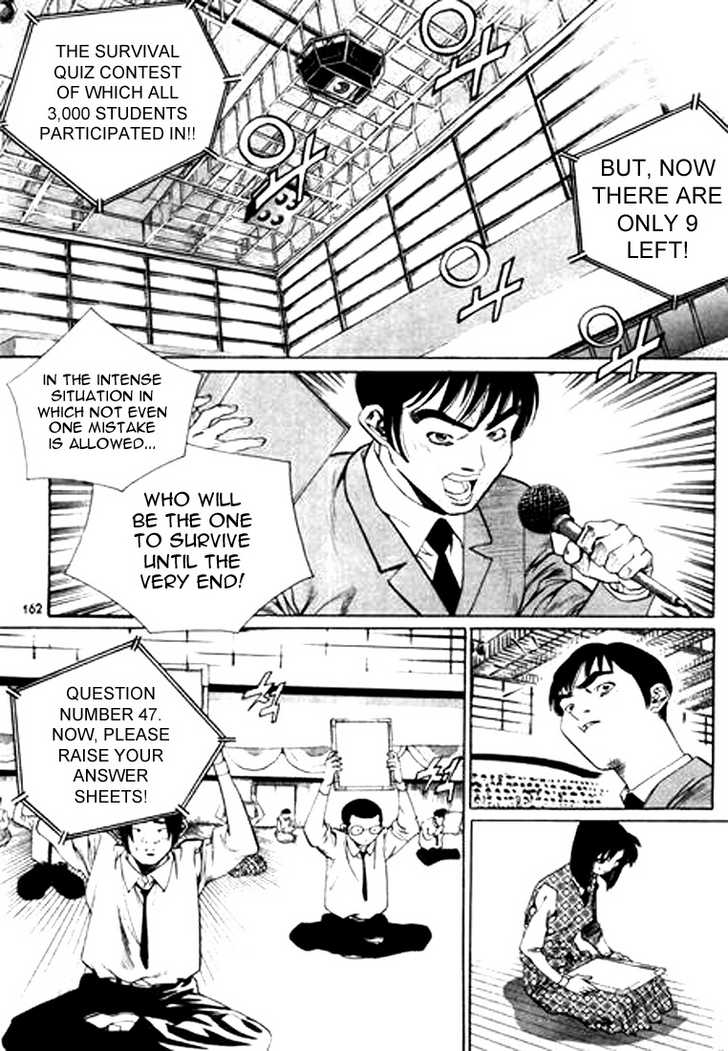 THE SURVIVAL
QUIZ CONTEST
OF WHICH ALL
3,000 STUDENTS
PARTICIPATED IN!!
BUT, NOW
THERE ARE
ONLY 9
LEFT!
IN THE INTENSE
SITUATION IN
WHICH NOT EVEN
ONE MISTAKE
IS ALLOWED...
WHO WILL
BE THE ONE
TO SURVIVE
UNTIL THE
VERY END!
162
QUESTION
NUMBER 47.
NOW, PLEASE
RAISE YOUR
ANSWER
SHEETS!